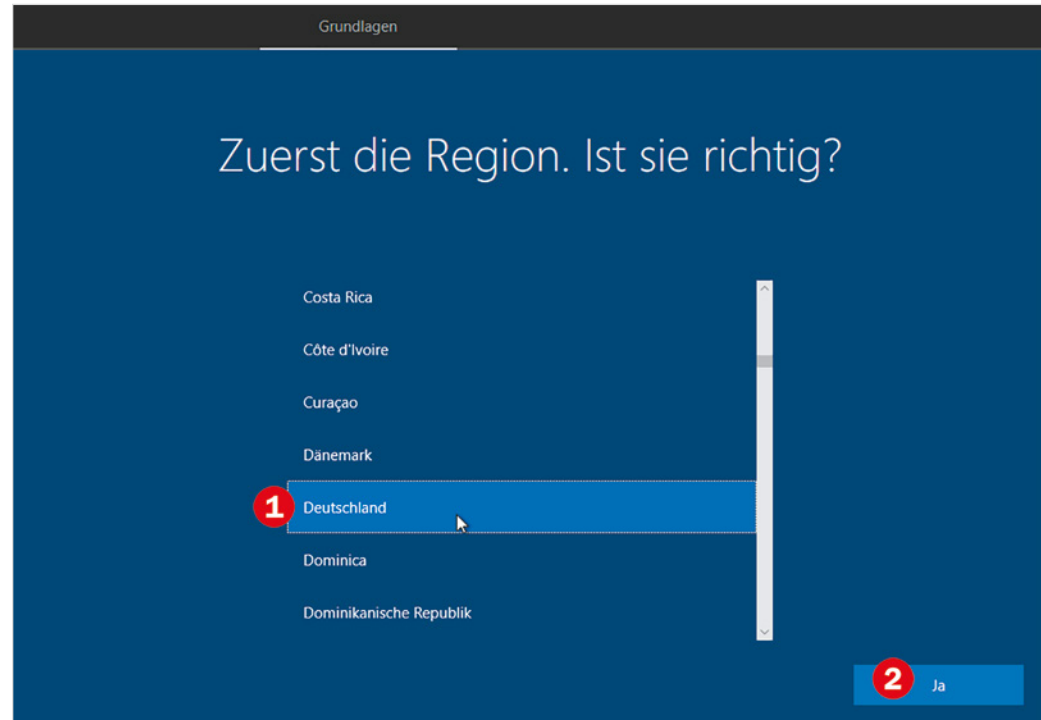 Grundlagen
Zuerst die Region. Ist sie richtig?
Costa Rica
Côte d'Ivoire
Curaçao
Dänemark
1 Deutschland
Dominica
Dominikanische Republik
2 Ja